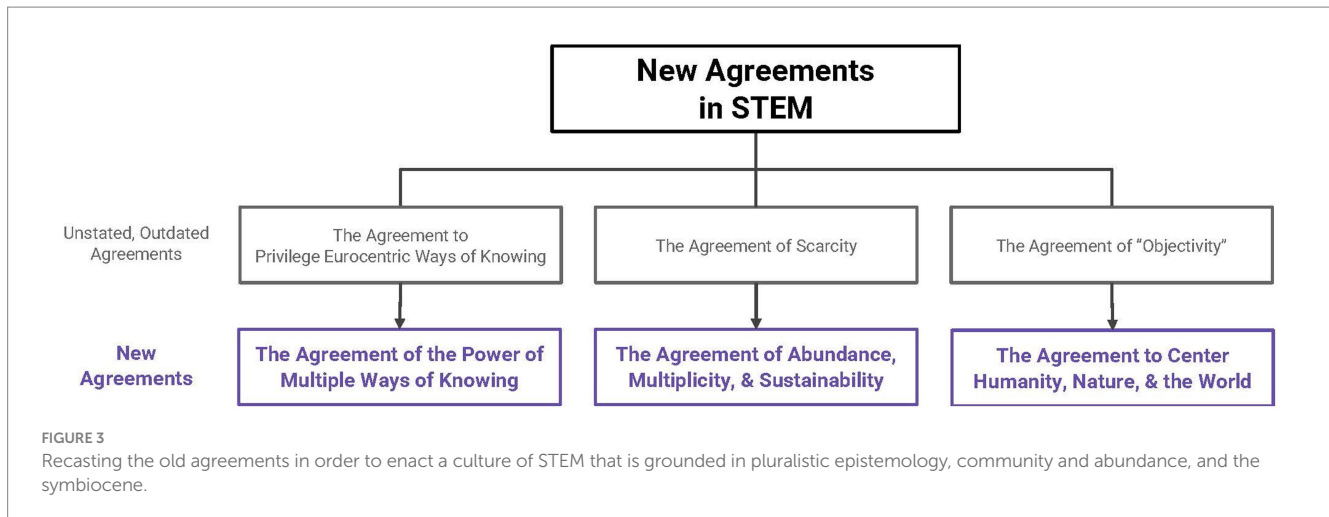 New Agreements
in STEM
Unstated, Outdated
Agreements
The Agreement to
Privilege Eurocentric Ways of Knowing
The Agreement of Scarcity
The Agreement of “Objectivity”
New
Agreements
The Agreement of the Power of
Multiple Ways of Knowing
The Agreement of Abundance,
Multiplicity, & Sustainability
The Agreement to Center
Humanity, Nature, & the World
FIGURE 3
Recasting the old agreements in order to enact a culture of STEM that is grounded in pluralistic epistemology, community and abundance, and the
symbiocene.